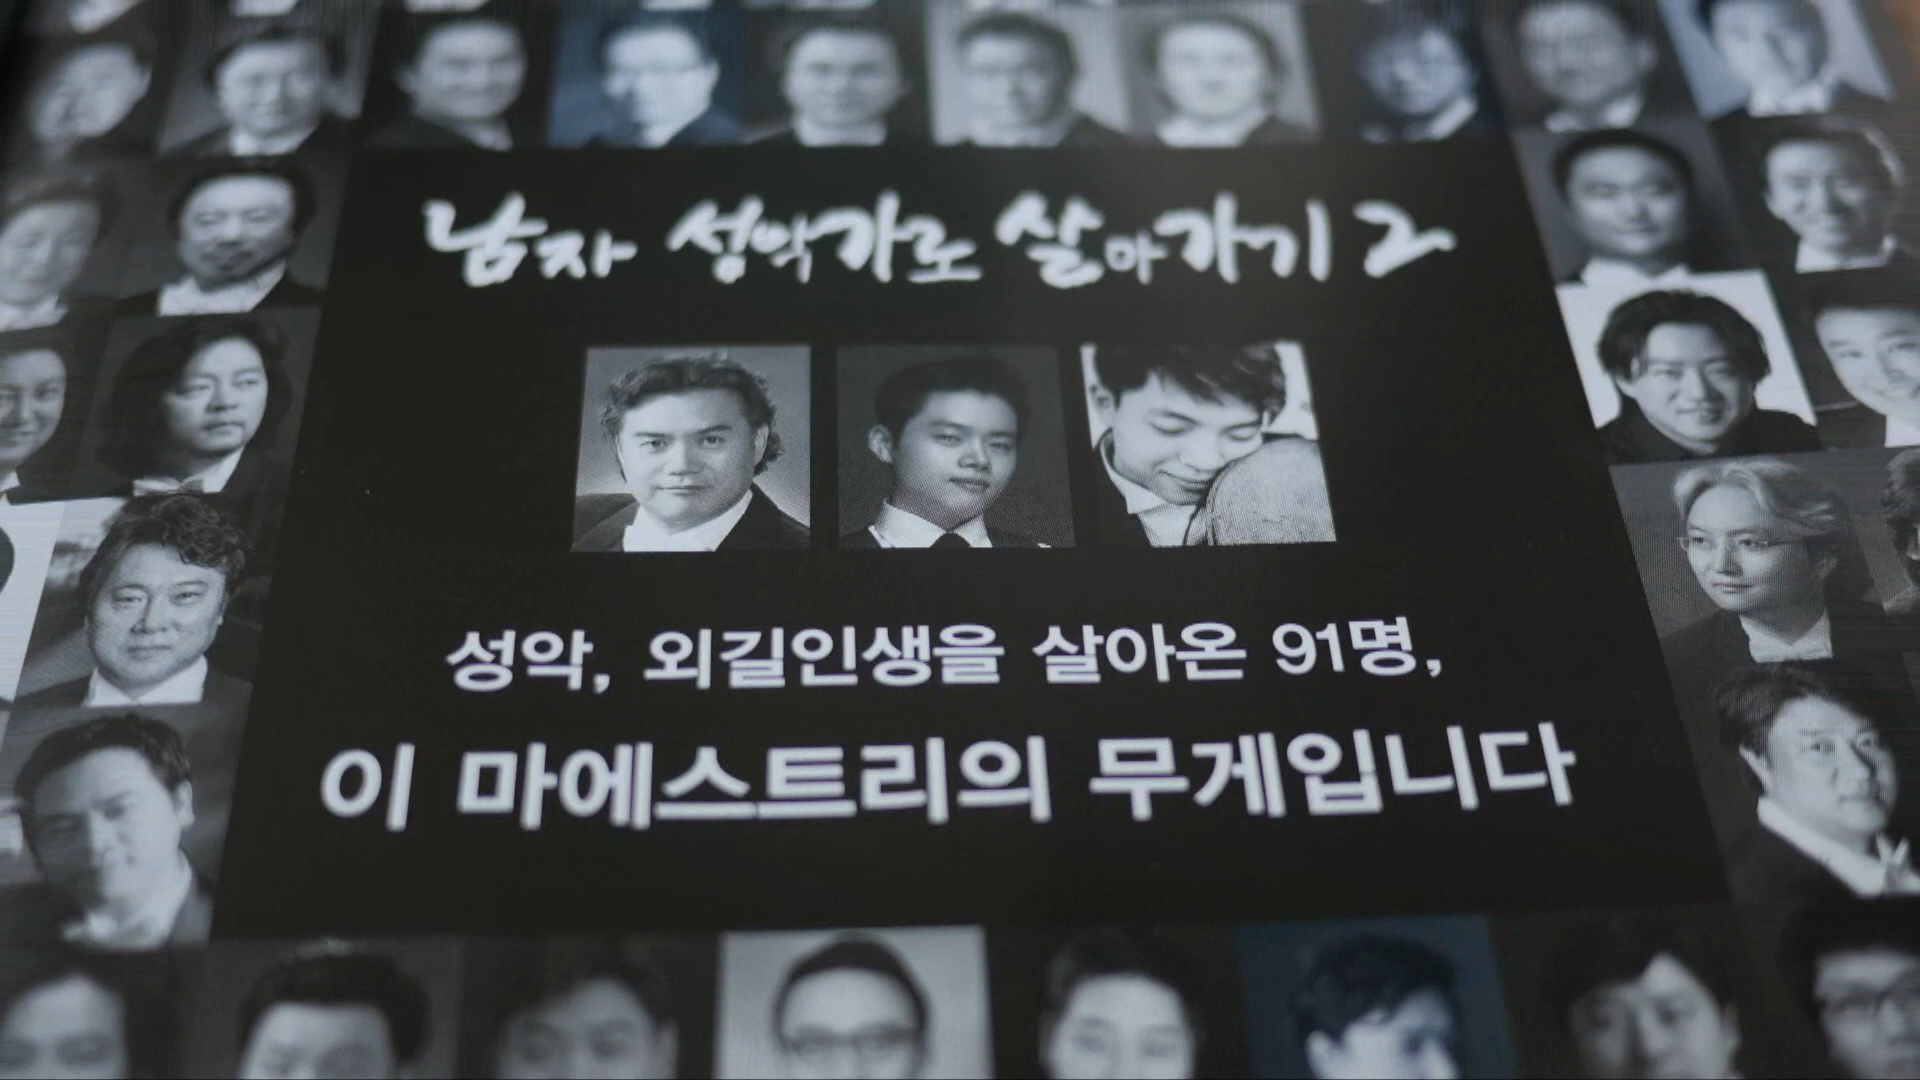 남자 성악가로 살아가기 2
성악, 외길인생을 살아온 91명,
이 마에스트리의 무게입니다